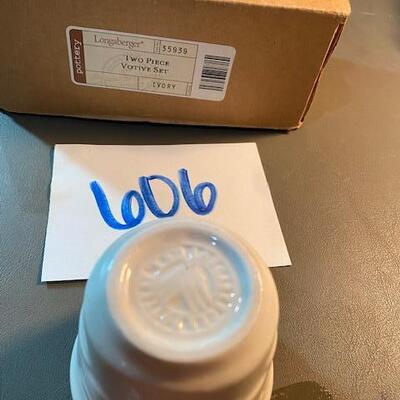 pottery
Longaberger®
35939
Two Piece
Votive Set
IVORY
606